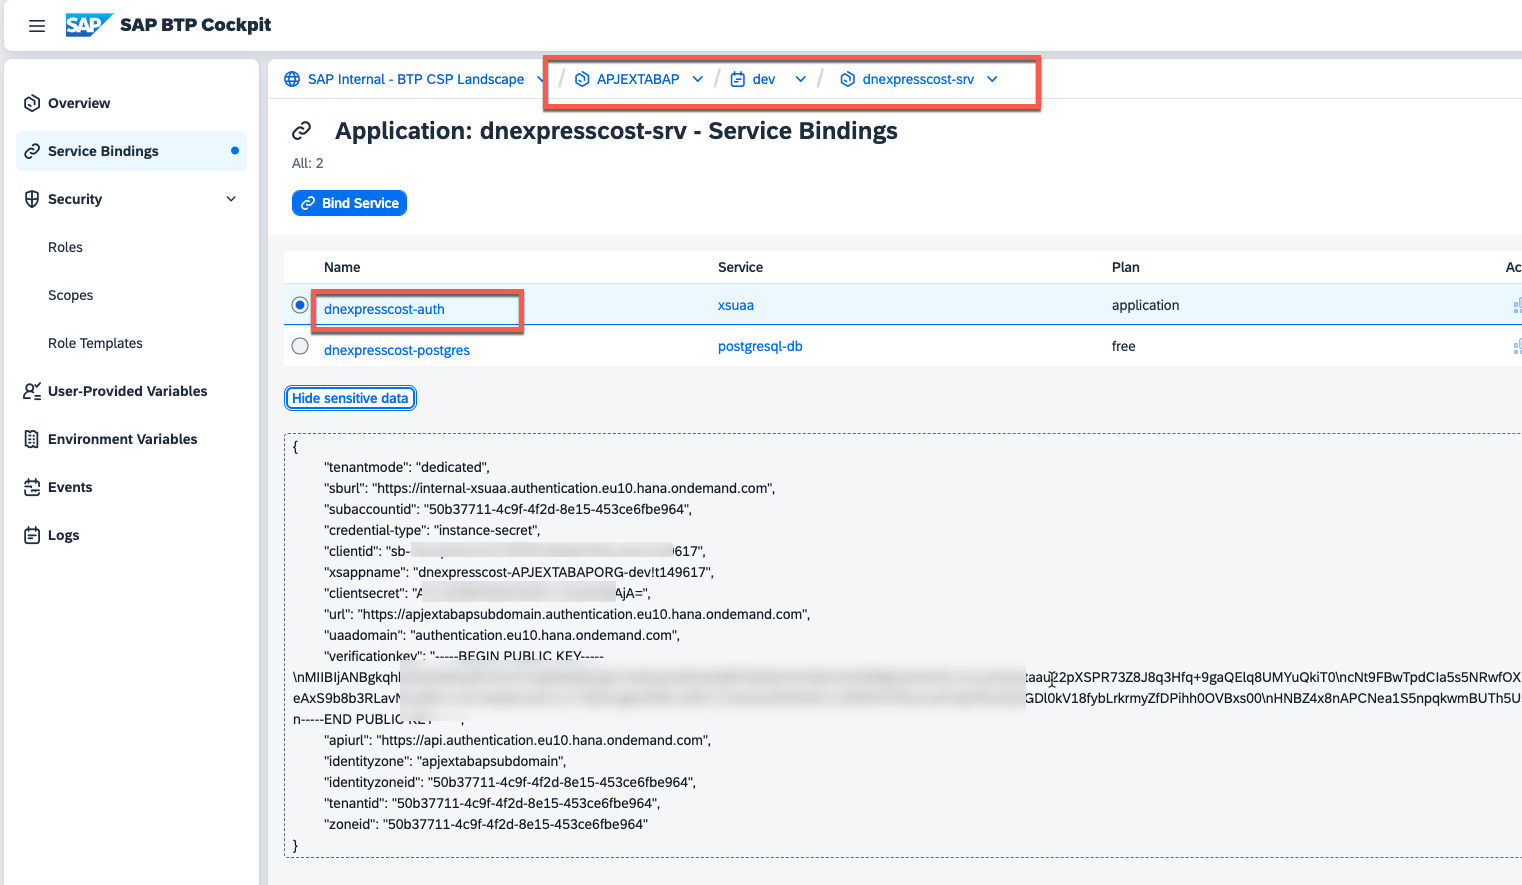 SAP SAP BTP Cockpit
SAP Internal - BTP CSP Landscape / APJEXTABAP / dev / dnexpresscost-srv
Overview
Service Bindings
Security
Roles
Scopes
Role Templates
User-Provided Variables
Environment Variables
Events
Logs
Application: dnexpresscost-srv - Service Bindings
All: 2
Bind Service
Name Service Plan Ac
dnexpresscost-auth xsuaa application
dnexpresscost-postgres postgresql-db free
Hide sensitive data
{
"tenantmode": "dedicated",
"sburl": "https://internal-xsuaa.authentication.eu10.hana.ondemand.com",
"subaccountid": "50b37711-4c9f-4f2d-8e15-453ce6fbe964",
"credential-type": "instance-secret",
"clientid": "sb- 617",
"xsappname": "dnexpresscost-APJEXTABAPORG-dev!t149617",
"clientsecret": "A AjA=",
"url": "https://apjextabapsubdomain.authentication.eu10.hana.ondemand.com",
"uaadomain": "authentication.eu10.hana.ondemand.com",
"verificationkey": "-----BEGIN PUBLIC KEY-----
\nMIIBIjANBgkqhk taau22pXSPR73Z8J8q3Hfq+9gaQElq8UMYuQkiT0\ncNt9FBwTpdCIa5s5NRwfOX
eAxS9b8b3RLav GDl0kV18fybLrkrmyZfDPihh0OVBxs00\nHNBZ4x8nAPCNea1S5npqkwmBUTh5U
n-----END PUBLIC KEY ,
"apiurl": "https://api.authentication.eu10.hana.ondemand.com",
"identityzone": "apjextabapsubdomain",
"identityzoneid": "50b37711-4c9f-4f2d-8e15-453ce6fbe964",
"tenantid": "50b37711-4c9f-4f2d-8e15-453ce6fbe964",
"zoneid": "50b37711-4c9f-4f2d-8e15-453ce6fbe964"
}